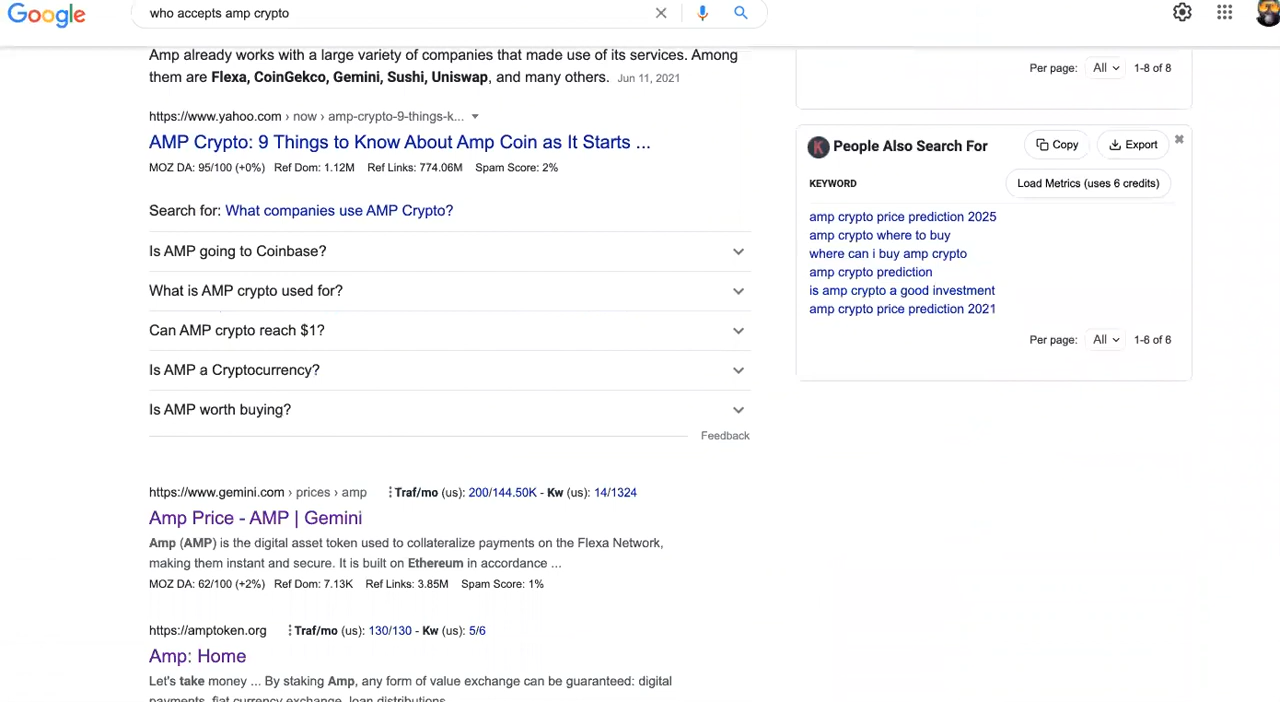 Google
who accepts amp crypto
Amp already works with a large variety of companies that made use of its services. Among
them are Flexa, CoinGekco, Gemini, Sushi, Uniswap, and many others. Jun 11, 2021
https://www.yahoo.com › now › amp-crypto-9-things-k...
AMP Crypto: 9 Things to Know About Amp Coin as It Starts ...
MOZ DA: 95/100 (+0%) Ref Dom: 1.12M Ref Links: 774.06M Spam Score: 2%
Search for: What companies use AMP Crypto?
Is AMP going to Coinbase?
What is AMP crypto used for?
Can AMP crypto reach $1?
Is AMP a Cryptocurrency?
Is AMP worth buying?
Feedback
https://www.gemini.com › prices › amp Traf/mo (us): 200/144.50K - Kw (us): 14/1324
Amp Price - AMP | Gemini
Amp (AMP) is the digital asset token used to collateralize payments on the Flexa Network,
making them instant and secure. It is built on Ethereum in accordance ...
MOZ DA: 62/100 (+2%) Ref Dom: 7.13K Ref Links: 3.85M Spam Score: 1%
https://amptoken.org Traf/mo (us): 130/130 - Kw (us): 5/6
Amp: Home
Let's take money ... By staking Amp, any form of value exchange can be guaranteed: digital
payments, fiat currency exchange, loan distributions
Per page: All 1-8 of 8
K People Also Search For Copy Export
KEYWORD Load Metrics (uses 6 credits)
amp crypto price prediction 2025
amp crypto where to buy
where can i buy amp crypto
amp crypto prediction
is amp crypto a good investment
amp crypto price prediction 2021
Per page: All 1-6 of 6